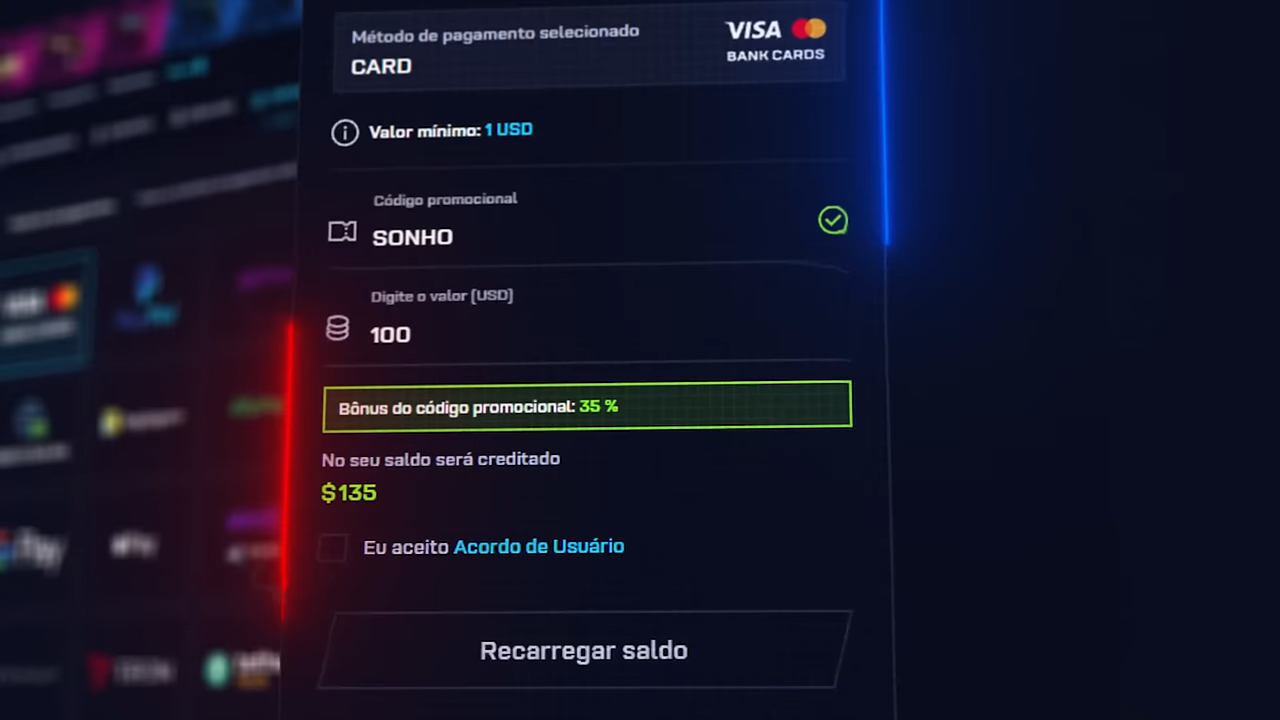 Método de pagamento selecionado
CARD
VISA
BANK CARDS
Valor mínimo: 1 USD
Código promocional
SONHO
Digite o valor (USD)
100
Bônus do código promocional: 35 %
No seu saldo será creditado
$135
Eu aceito Acordo de Usuário
Recarregar saldo